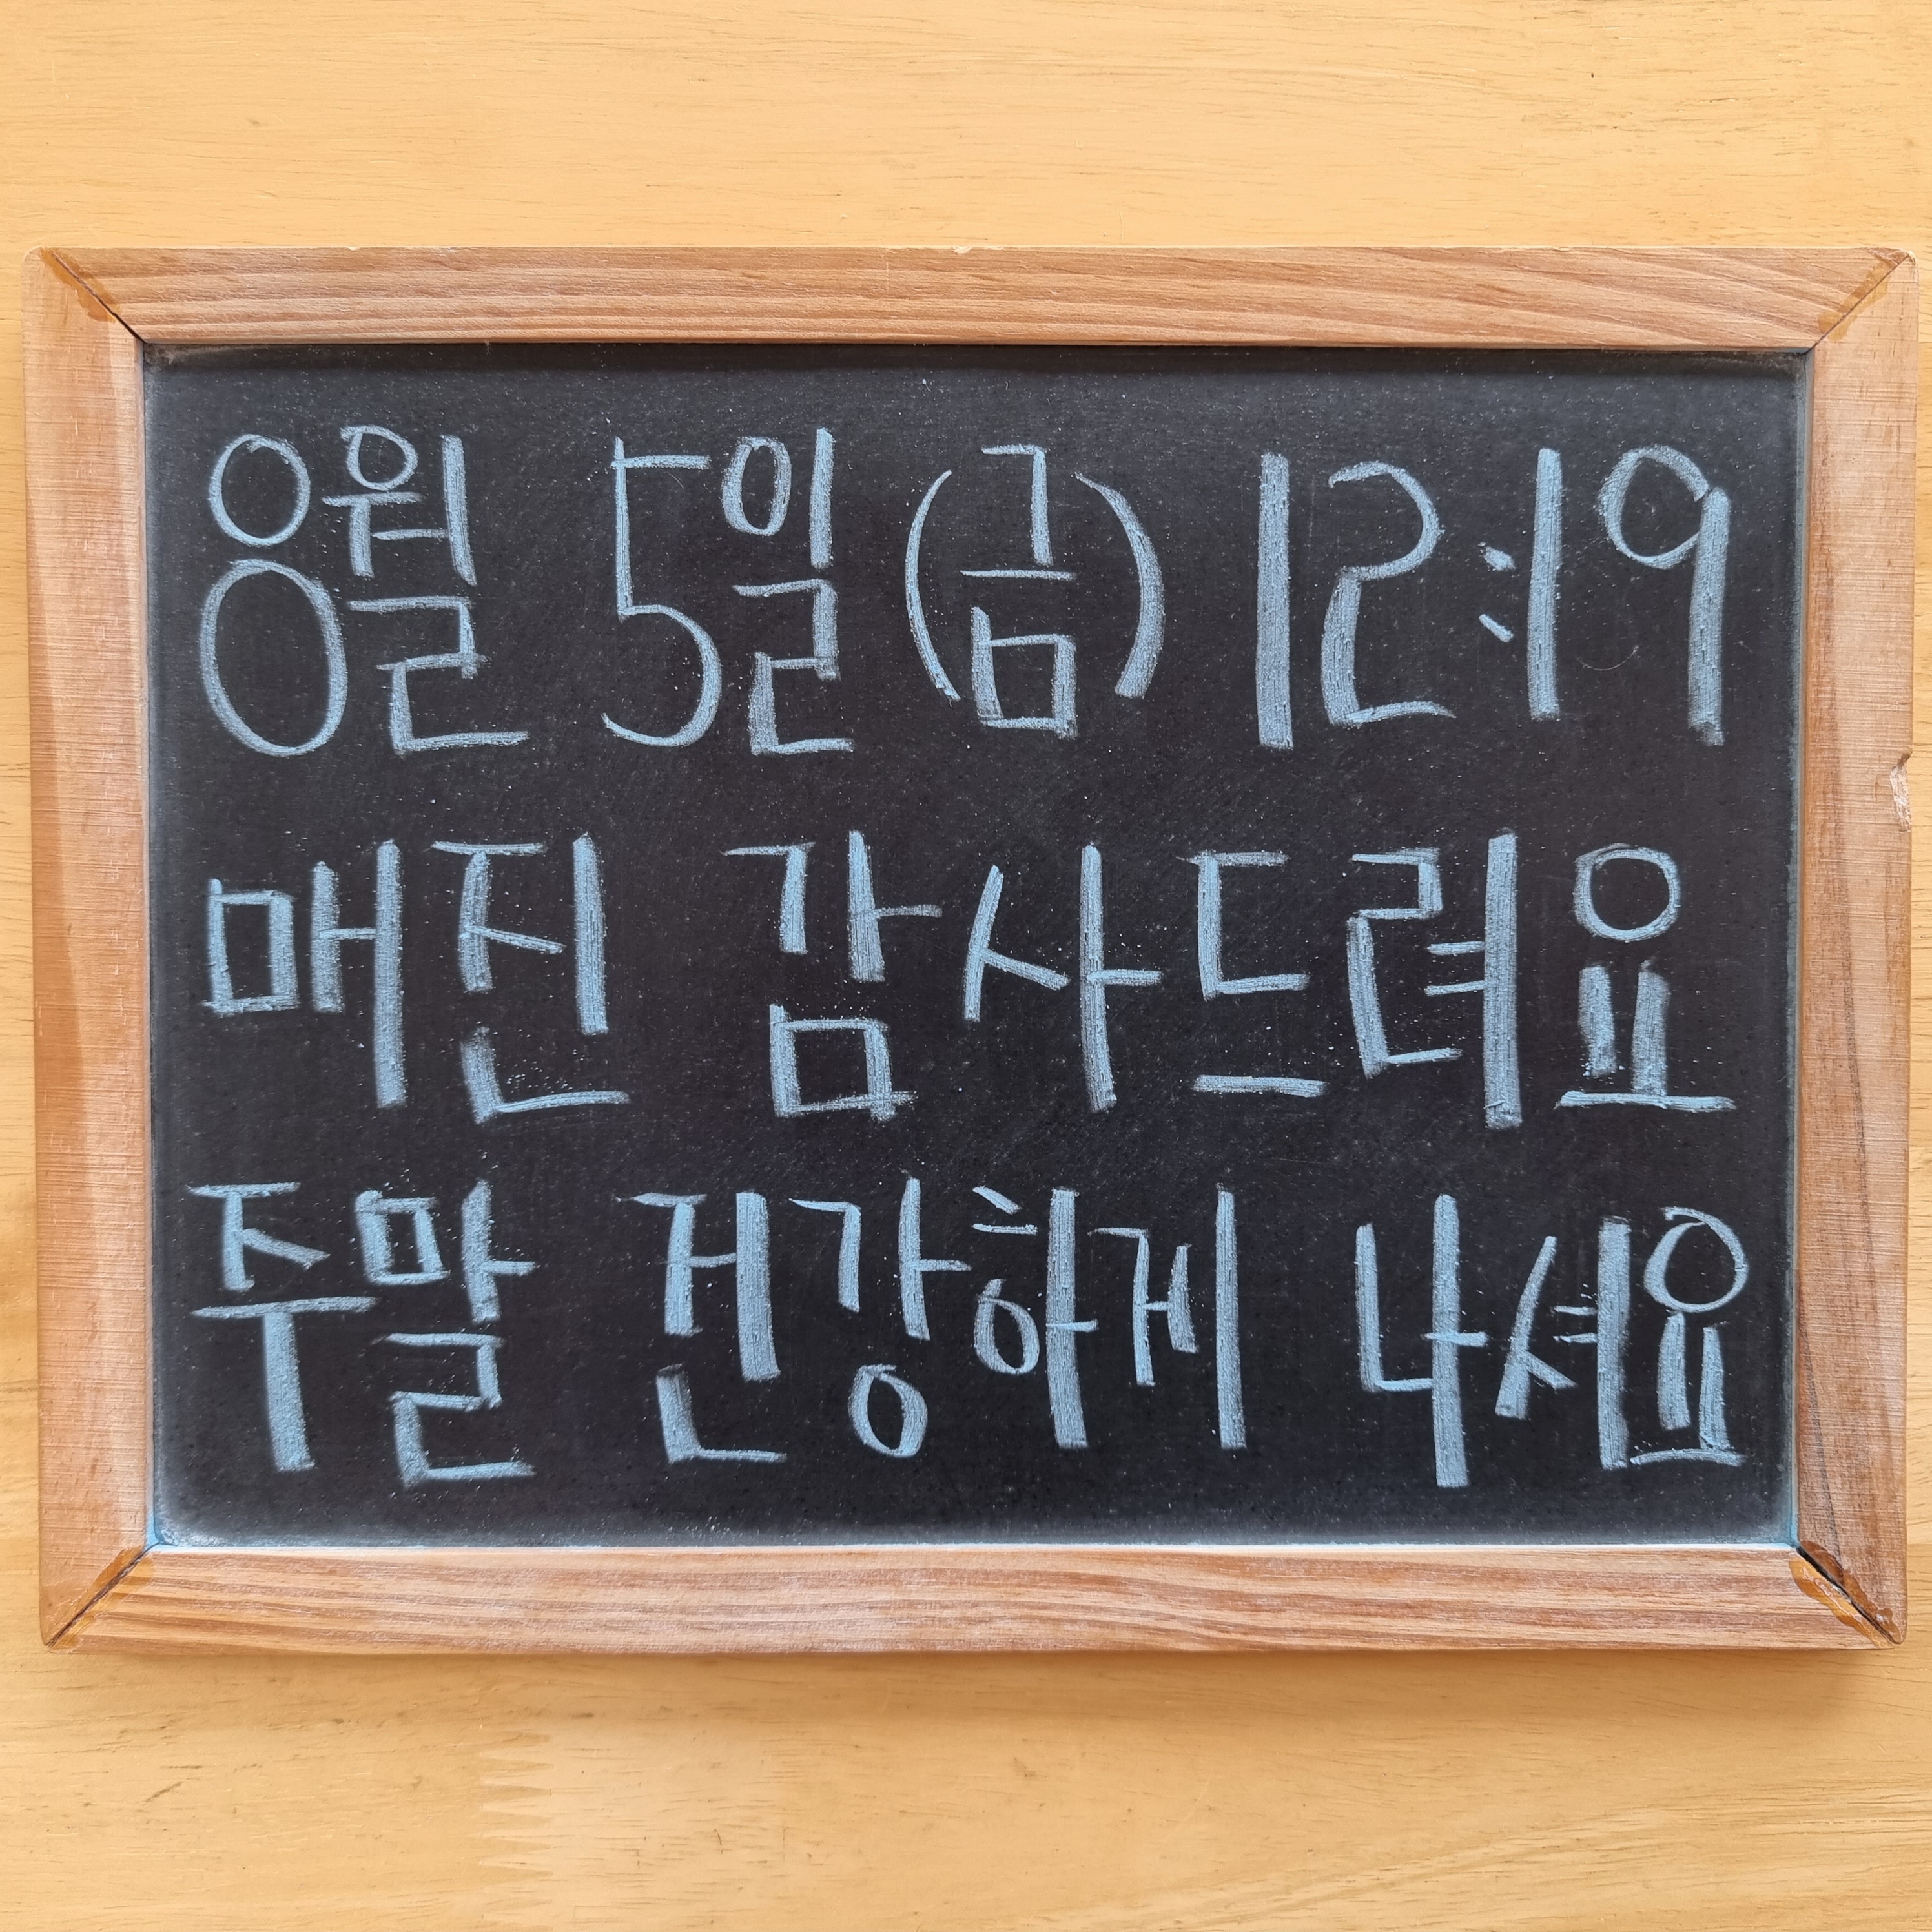 8월 5일(금) 12:19
매진 감사드려요
주말 건강하게 나세요